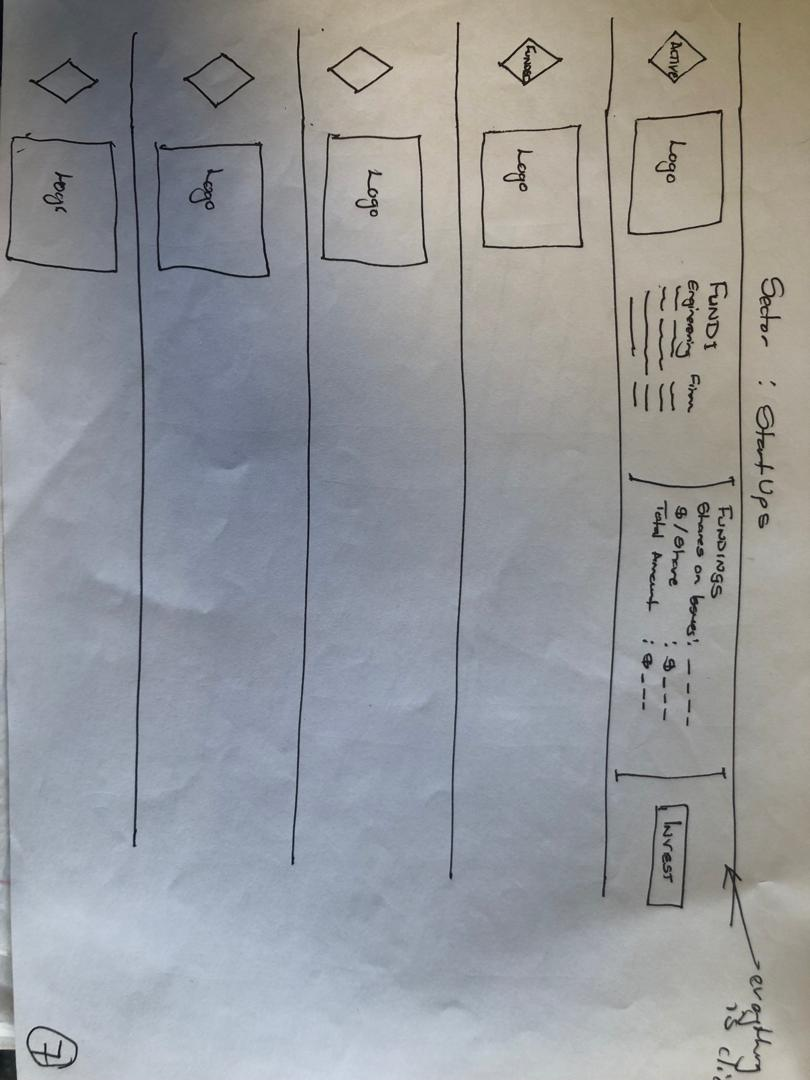 Sector : StartUps
everything
is cli
ACTIVE
Logo
FUNDI
Engineering Firm
FUNDINGS
Shares on Issues:
$/Share : $
Total Amount : $
INVEST
FUNDED
Logo
Logo
Logo
Logo
7